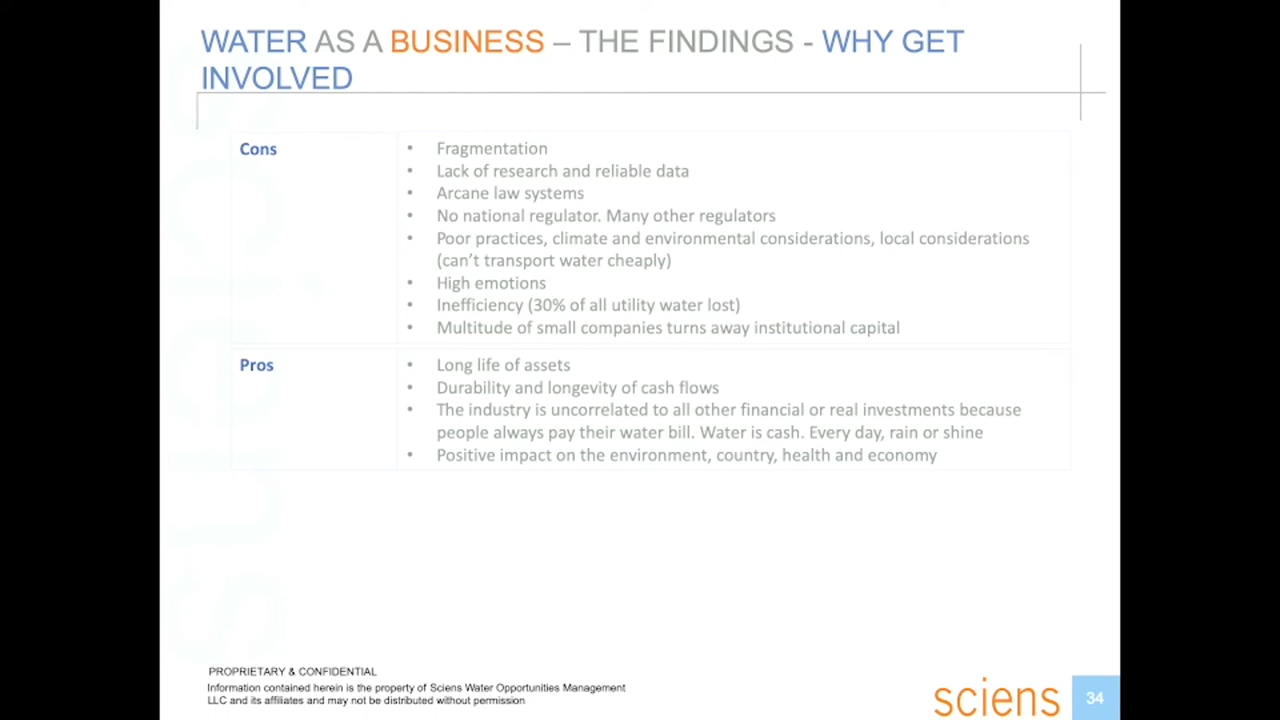 WATER AS A BUSINESS – THE FINDINGS - WHY GET
INVOLVED
Cons
• Fragmentation
• Lack of research and reliable data
• Arcane law systems
• No national regulator. Many other regulators
• Poor practices, climate and environmental considerations, local considerations
(can’t transport water cheaply)
• High emotions
• Inefficiency (30% of all utility water lost)
• Multitude of small companies turns away institutional capital
Pros
• Long life of assets
• Durability and longevity of cash flows
• The industry is uncorrelated to all other financial or real investments because
people always pay their water bill. Water is cash. Every day, rain or shine
• Positive impact on the environment, country, health and economy
PROPRIETARY & CONFIDENTIAL
Information contained herein is the property of Sciens Water Opportunities Management
LLC and its affiliates and may not be distributed without permission
sciens
34